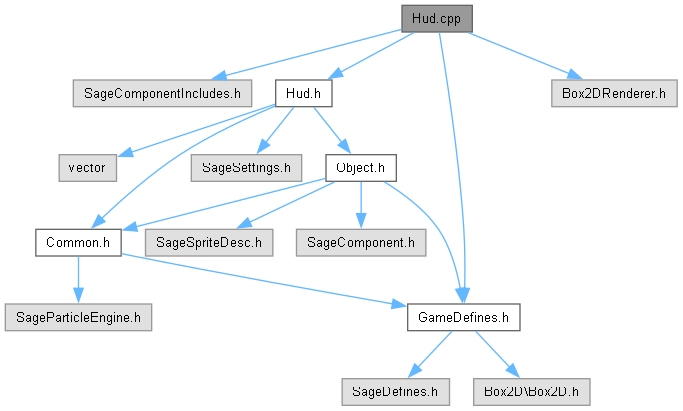 Hud.cpp
SageComponentIncludes.h
Hud.h
Box2DRenderer.h
vector
SageSettings.h
Object.h
Common.h
SageSpriteDesc.h
SageComponent.h
SageParticleEngine.h
GameDefines.h
SageDefines.h
Box2D\Box2D.h